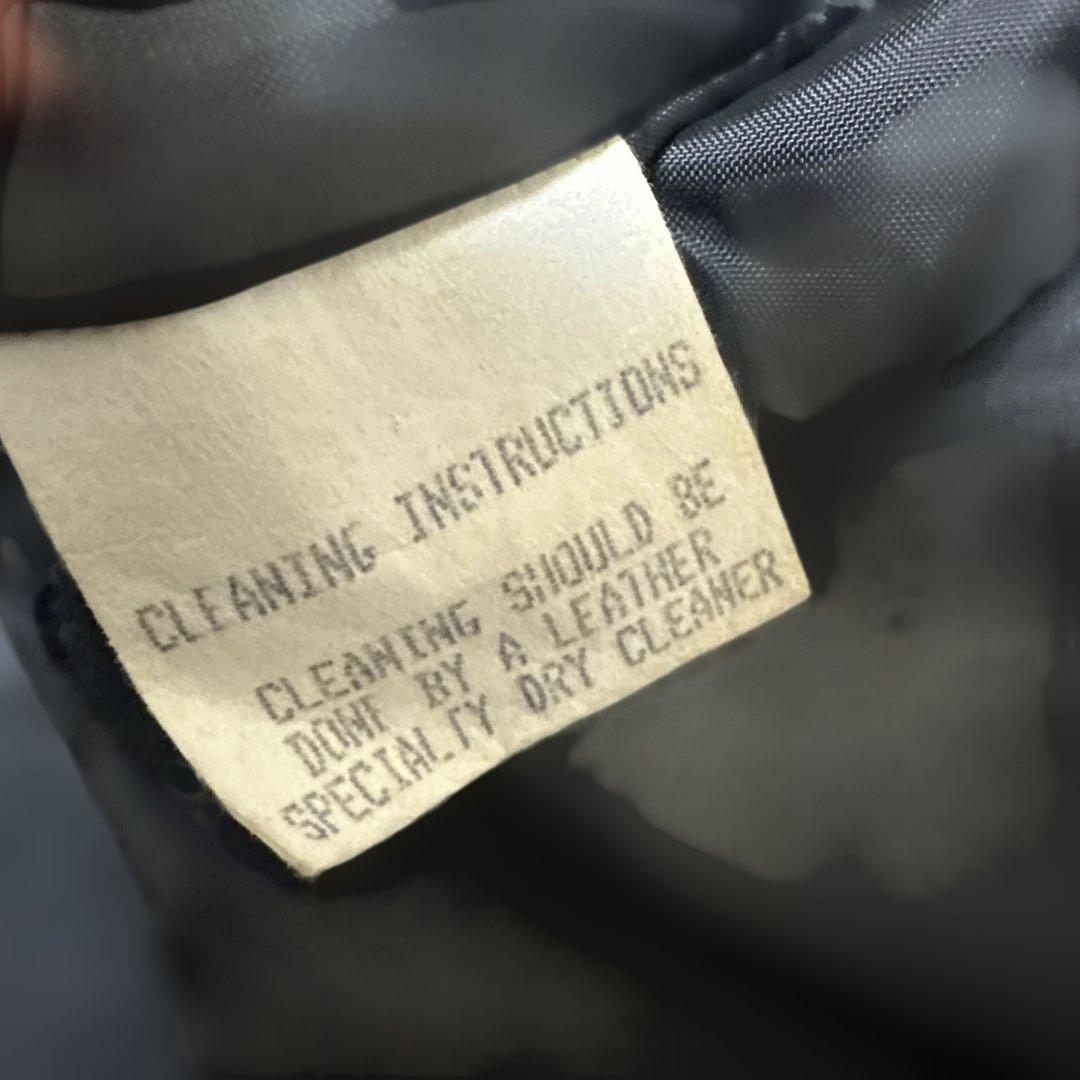 CLEANING INSTRUCTIONS
CLEANING SHOULD BE
DONE BY A LEATHER
SPECIALTY DRY CLEANER